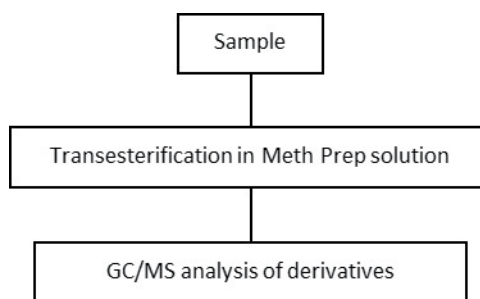 Sample
Transesterification in Meth Prep solution
GC/MS analysis of derivatives